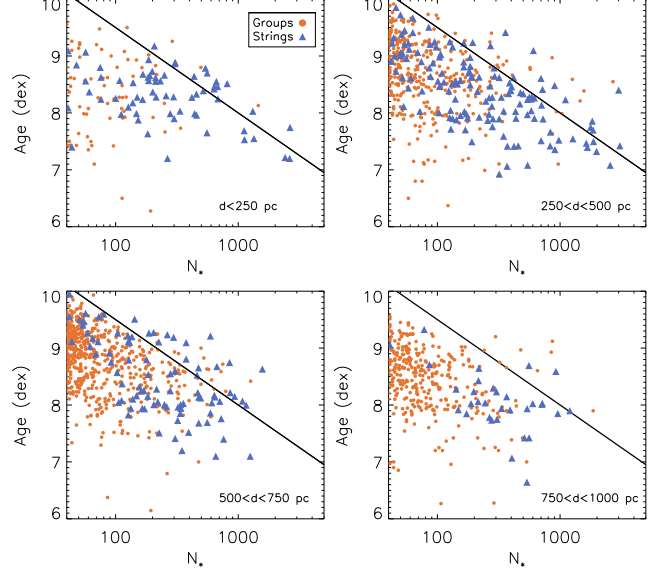 10
9
8
7
6
Age (dex)
Groups
Strings
d<250 pc
100
1000
N*
10
9
8
7
6
Age (dex)
250<d<500 pc
100
1000
N*
10
9
8
7
6
Age (dex)
500<d<750 pc
100
1000
N*
10
9
8
7
6
Age (dex)
750<d<1000 pc
100
1000
N*